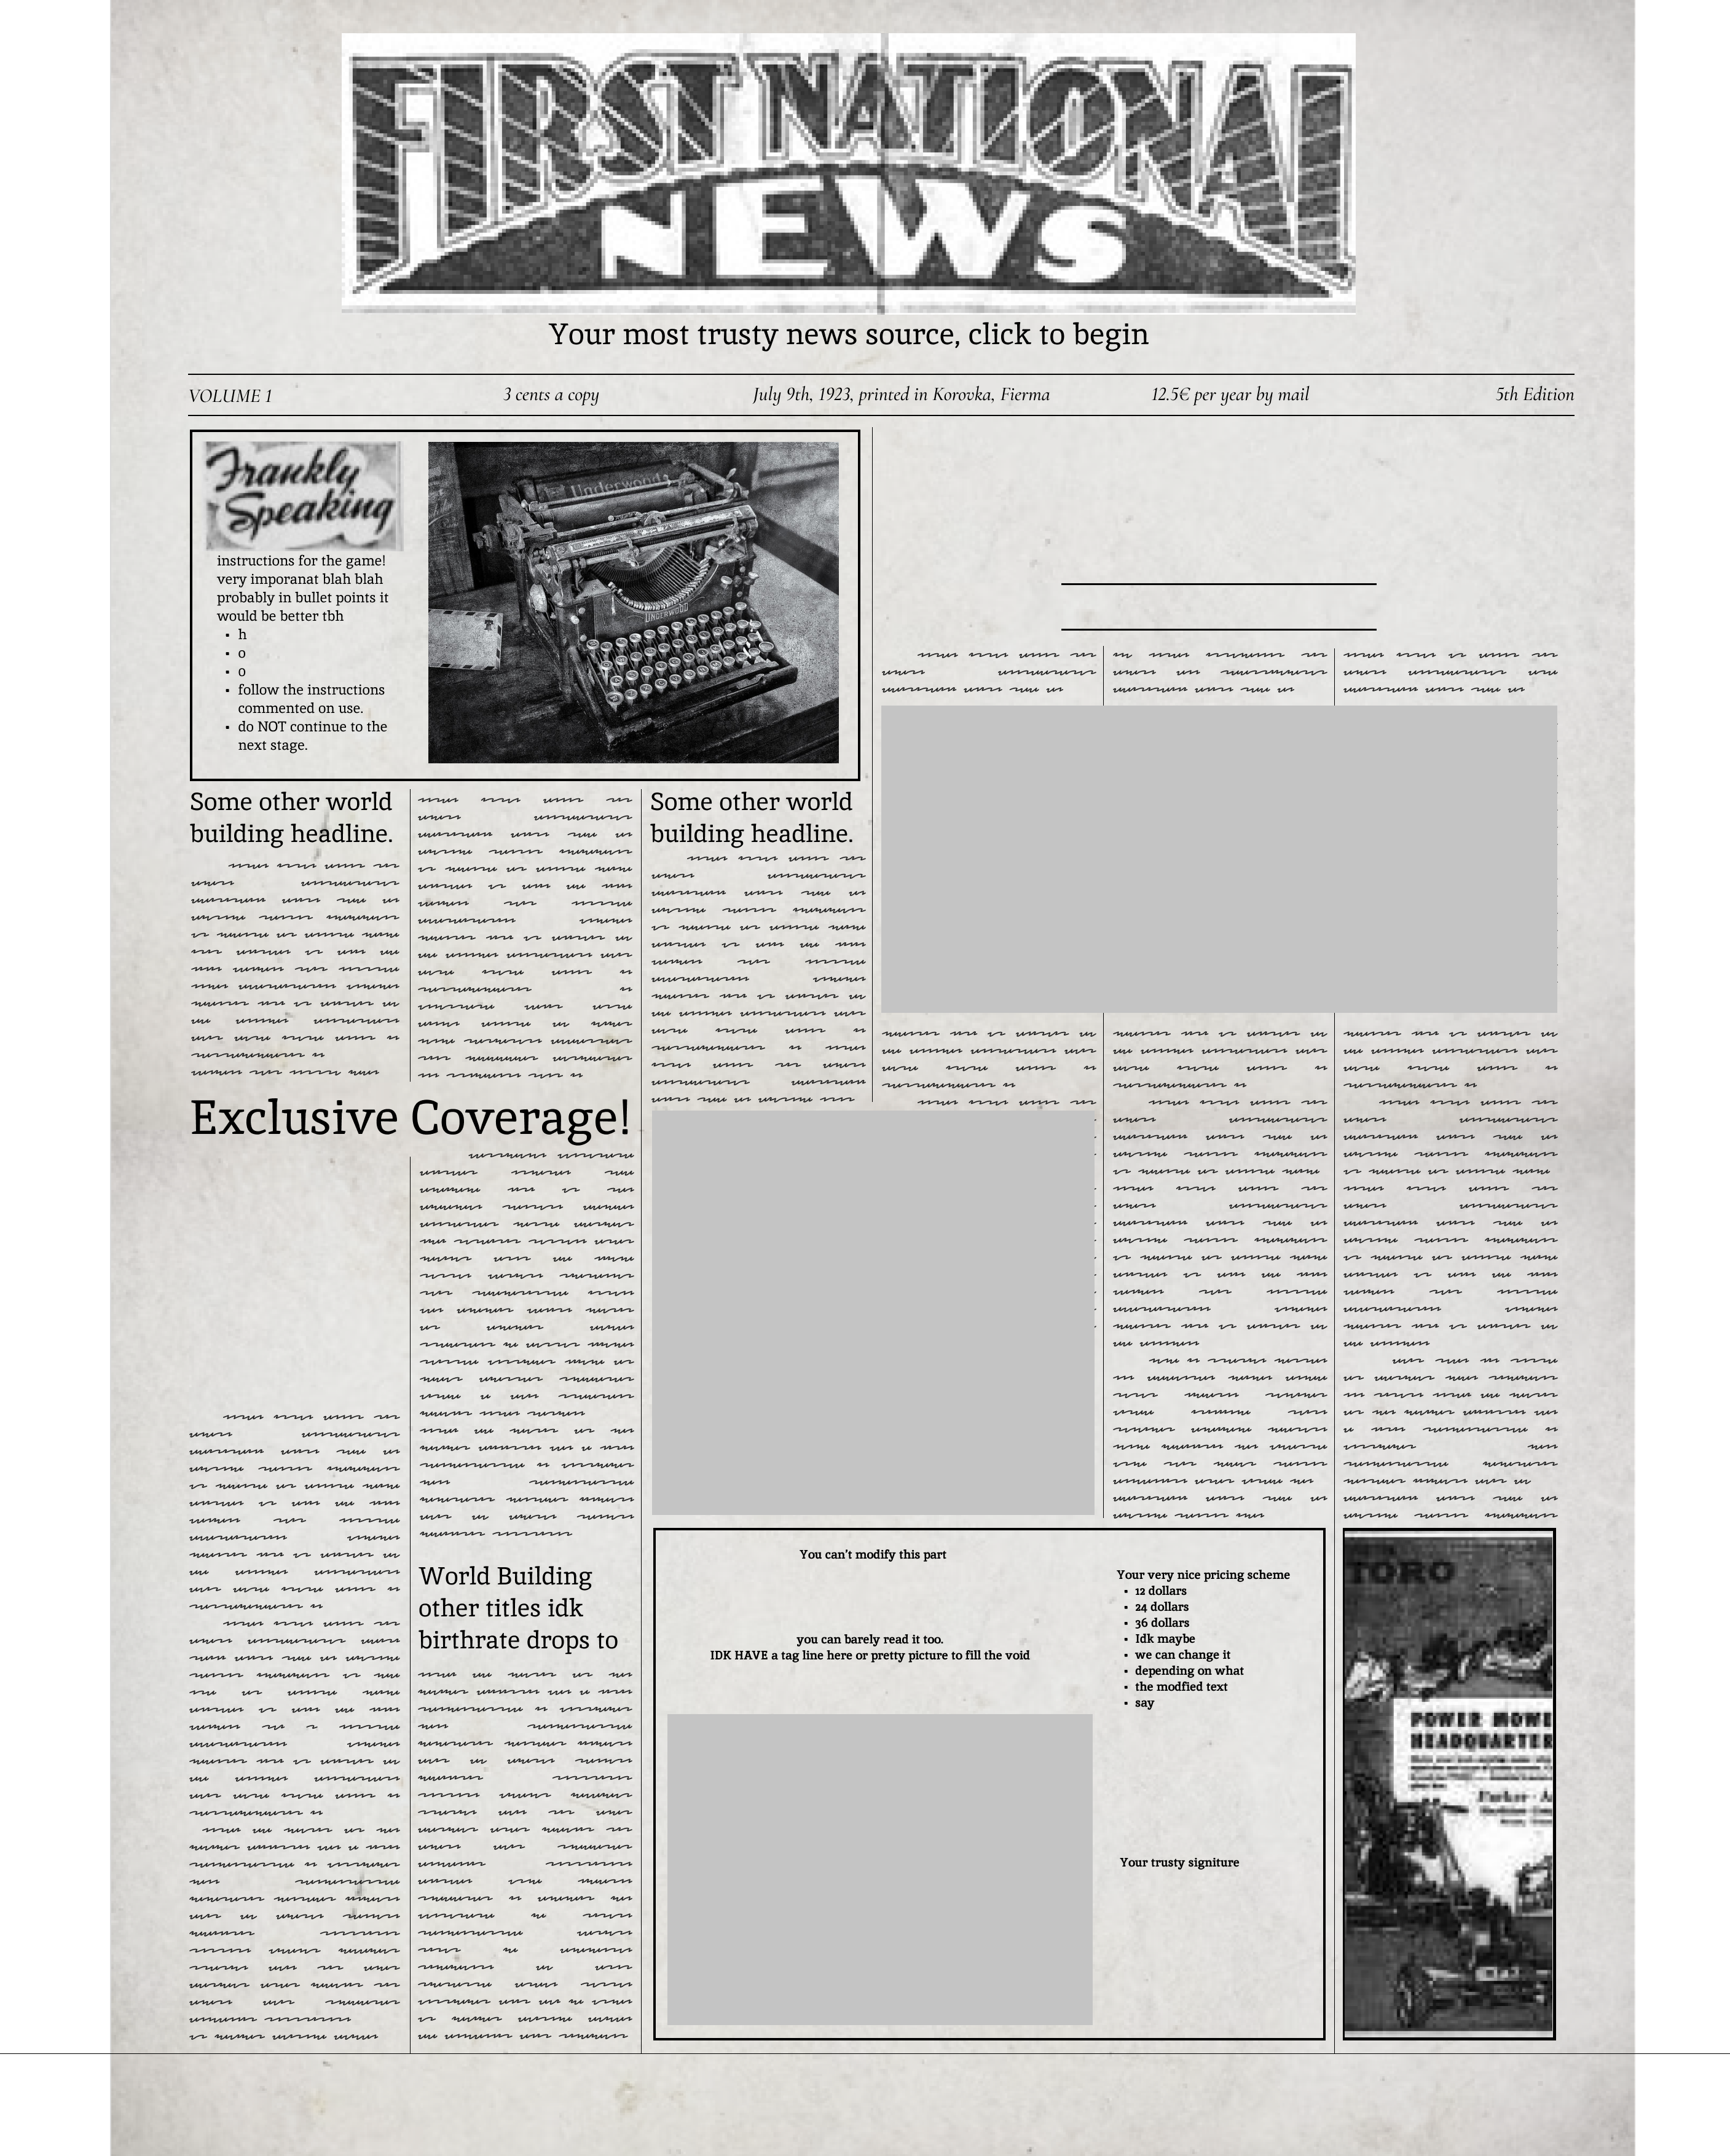 FIRST NATIONAL
NEWS
Your most trusty news source, click to begin
VOLUME 1
3 cents a copy
July 9th, 1923, printed in Korovka, Fierma
12.5€ per year by mail
5th Edition
Frankly
Speaking
instructions for the game!
very imporanat blah blah
probably in bullet points it
would be better tbh
▪ h
▪ o
▪ o
▪ follow the instructions
commented on use.
▪ do NOT continue to the
next stage.
Underwood
UNDERWOOD
Some other world
building headline.
Some other world
building headline.
Exclusive Coverage!
World Building
other titles idk
birthrate drops to
You can't modify this part
you can barely read it too.
IDK HAVE a tag line here or pretty picture to fill the void
Your very nice pricing scheme
▪ 12 dollars
▪ 24 dollars
▪ 36 dollars
▪ Idk maybe
▪ we can change it
▪ depending on what
▪ the modfied text
▪ say
Your trusty signiture
TORO
POWER MOWE
HEADQUARTER